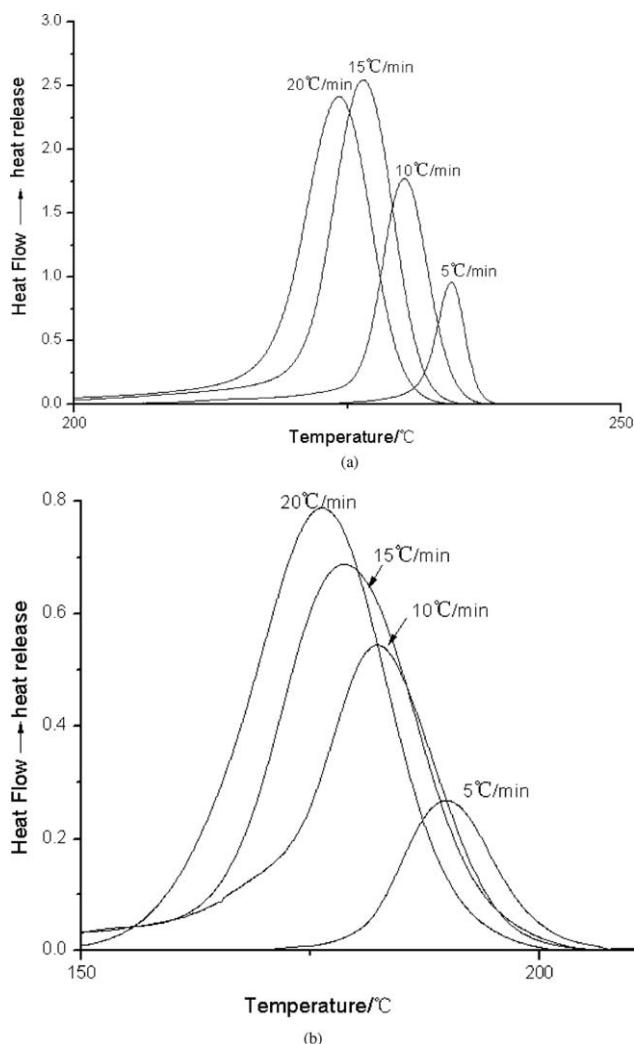 3.0
2.5
2.0
1.5
1.0
0.5
0.0
Heat Flow ⟶ heat release
20℃/min
15℃/min
10℃/min
5℃/min
200
250
Temperature/℃
(a)
0.8
0.6
0.4
0.2
0.0
Heat Flow ⟶ heat release
20℃/min
15℃/min
10℃/min
5℃/min
150
200
Temperature/℃
(b)